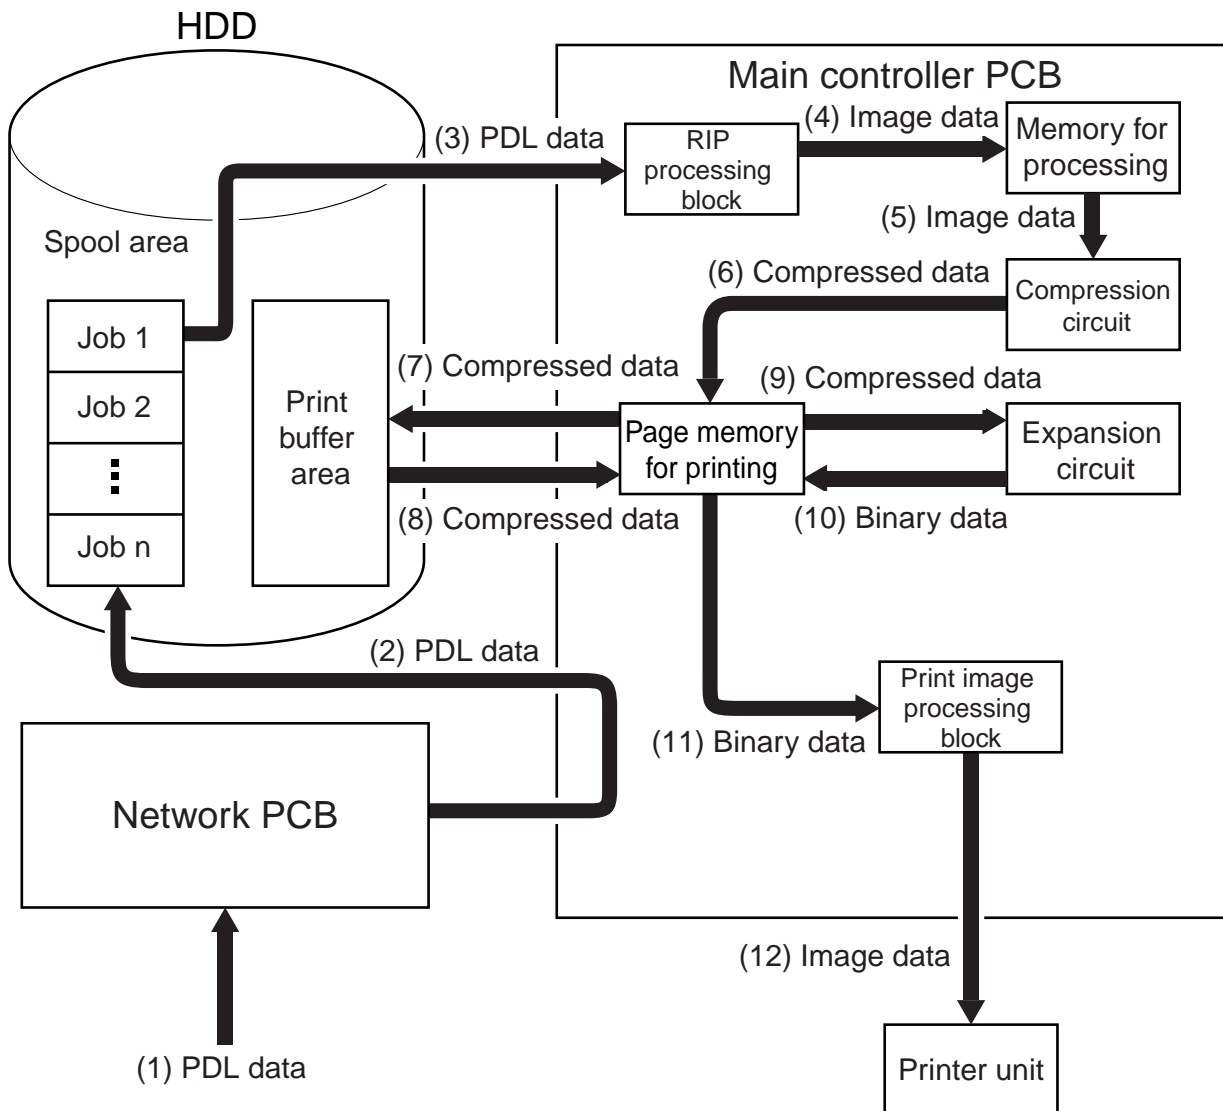 HDD
Main controller PCB
(3) PDL data
RIP
processing
block
(4) Image data
Memory for
processing
(5) Image data
Spool area
(6) Compressed data
Compression
circuit
Job 1
Job 2
Job n
Print
buffer
area
(7) Compressed data
(9) Compressed data
Page memory
for printing
Expansion
circuit
(8) Compressed data
(10) Binary data
(2) PDL data
Print image
processing
block
(11) Binary data
Network PCB
(12) Image data
(1) PDL data
Printer unit